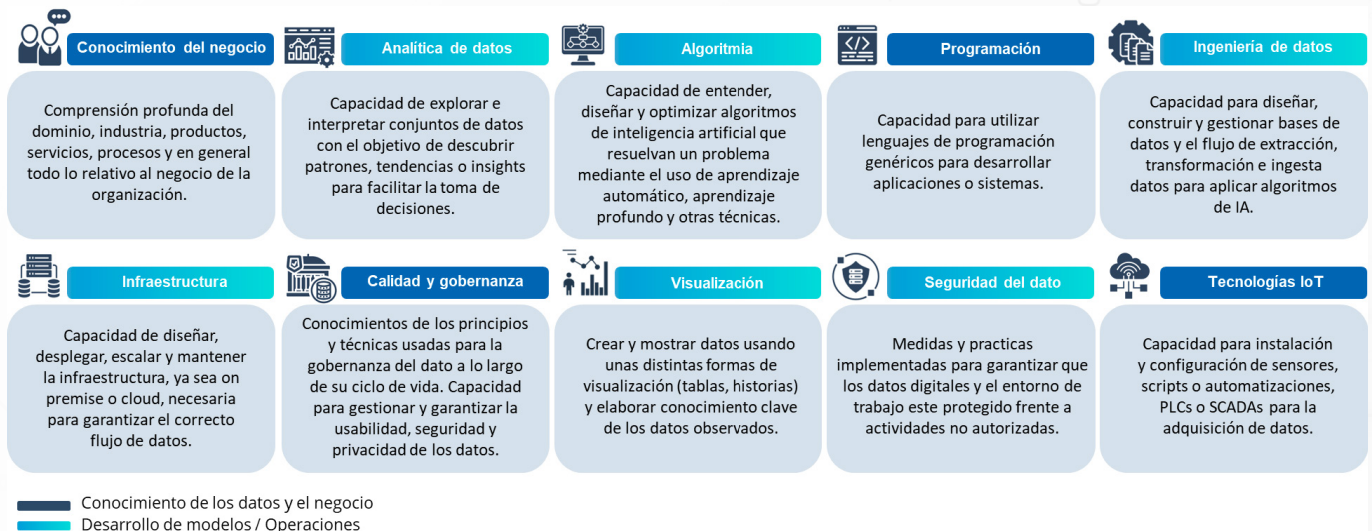 Conocimiento del negocio
Comprensión profunda del
dominio, industria, productos,
servicios, procesos y en general
todo lo relativo al negocio de la
organización.
Analítica de datos
Capacidad de explorar e
interpretar conjuntos de datos
con el objetivo de descubrir
patrones, tendencias o insights
para facilitar la toma de
decisiones.
Algoritmia
Capacidad de entender,
diseñar y optimizar algoritmos
de inteligencia artificial que
resuelvan un problema
mediante el uso de aprendizaje
automático, aprendizaje
profundo y otras técnicas.
Programación
Capacidad para utilizar
lenguajes de programación
genéricos para desarrollar
aplicaciones o sistemas.
Ingeniería de datos
Capacidad para diseñar,
construir y gestionar bases de
datos y el flujo de extracción,
transformación e ingesta
datos para aplicar algoritmos
de IA.
Infraestructura
Capacidad de diseñar,
desplegar, escalar y mantener
la infraestructura, ya sea on
premise o cloud, necesaria
para garantizar el correcto
flujo de datos.
Calidad y gobernanza
Conocimientos de los principios
y técnicas usadas para la
gobernanza del dato a lo largo
de su ciclo de vida. Capacidad
para gestionar y garantizar la
usabilidad, seguridad y
privacidad de los datos.
Visualización
Crear y mostrar datos usando
unas distintas formas de
visualización (tablas, historias)
y elaborar conocimiento clave
de los datos observados.
Seguridad del dato
Medidas y practicas
implementadas para garantizar que
los datos digitales y el entorno de
trabajo este protegido frente a
actividades no autorizadas.
Tecnologías IoT
Capacidad para instalación
y configuración de sensores,
scripts o automatizaciones,
PLCs o SCADAs para la
adquisición de datos.
Conocimiento de los datos y el negocio
Desarrollo de modelos / Operaciones